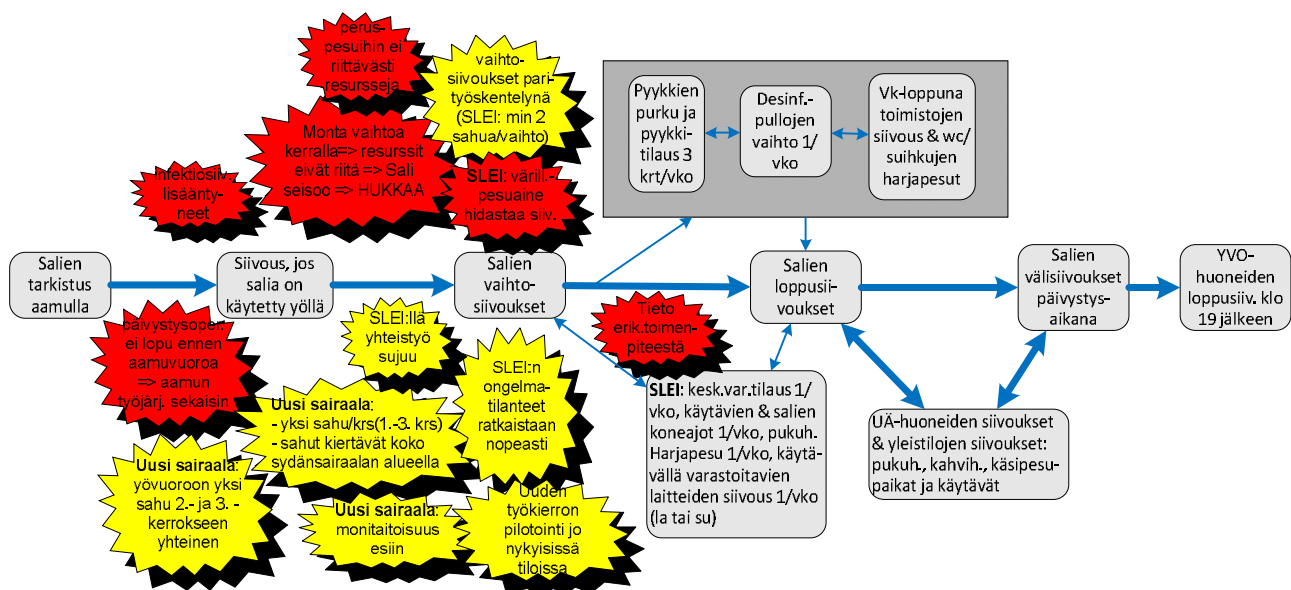 perus-
pesuihin ei
riittävästi
resursseja
vaihto-
siivoukset pari-
työskentelynä
(SLEI: min 2
sahua/vaihto)
Monta vaihtoa
kerralla=> resurssit
eivät riitä => Sali
seisoo => HUKKAA
Infektiosiiv.
lisäänty-
neet
SLEI: värill.-
pesuaine
hidastaa siiv.
Pyykkien
purku ja
pyykki-
tilaus 3
krt/vko
Desinf.-
pullojen
vaihto 1/
vko
Vk-loppuna
toimistojen
siivous & wc/
suihkujen
harjapesut
Salien
tarkistus
aamulla
Siivous, jos
salia on
käytetty yöllä
Salien
vaihto-
siivoukset
Salien
loppusii-
voukset
Salien
välisiivoukset
päivystys-
aikana
YVO-
huoneiden
loppusiiv. klo
19 jälkeen
päivystysoper.
ei lopu ennen
aamuvuoroa
=> aamun
työjärj. sekaisin
SLEI:llä
yhteistyö
sujuu
Tieto
erik.toimen-
piteestä
SLEI:n
ongelma-
tilanteet
ratkaistaan
nopeasti
Uusi sairaala:
- yksi sahu/krs(1.-3. krs)
- sahut kiertävät koko
sydänsairaalan alueella
SLEI: kesk.var.tilaus 1/
vko, käytävien & salien
koneajot 1/vko, pukuh.
Harjapesu 1/vko, käytä-
vällä varastoitavien
laitteiden siivous 1/vko
(la tai su)
UÄ-huoneiden siivoukset
& yleistilojen siivoukset:
pukuh., kahvih., käsipesu-
paikat ja käytävät
Uusi sairaala:
yövuoroon yksi
sahu 2.- ja 3. -
kerrokseen
yhteinen
Uusi sairaala:
monitaitoisuus
esiin
Uuden
työkierron
pilotointi jo
nykyisissä
tiloissa